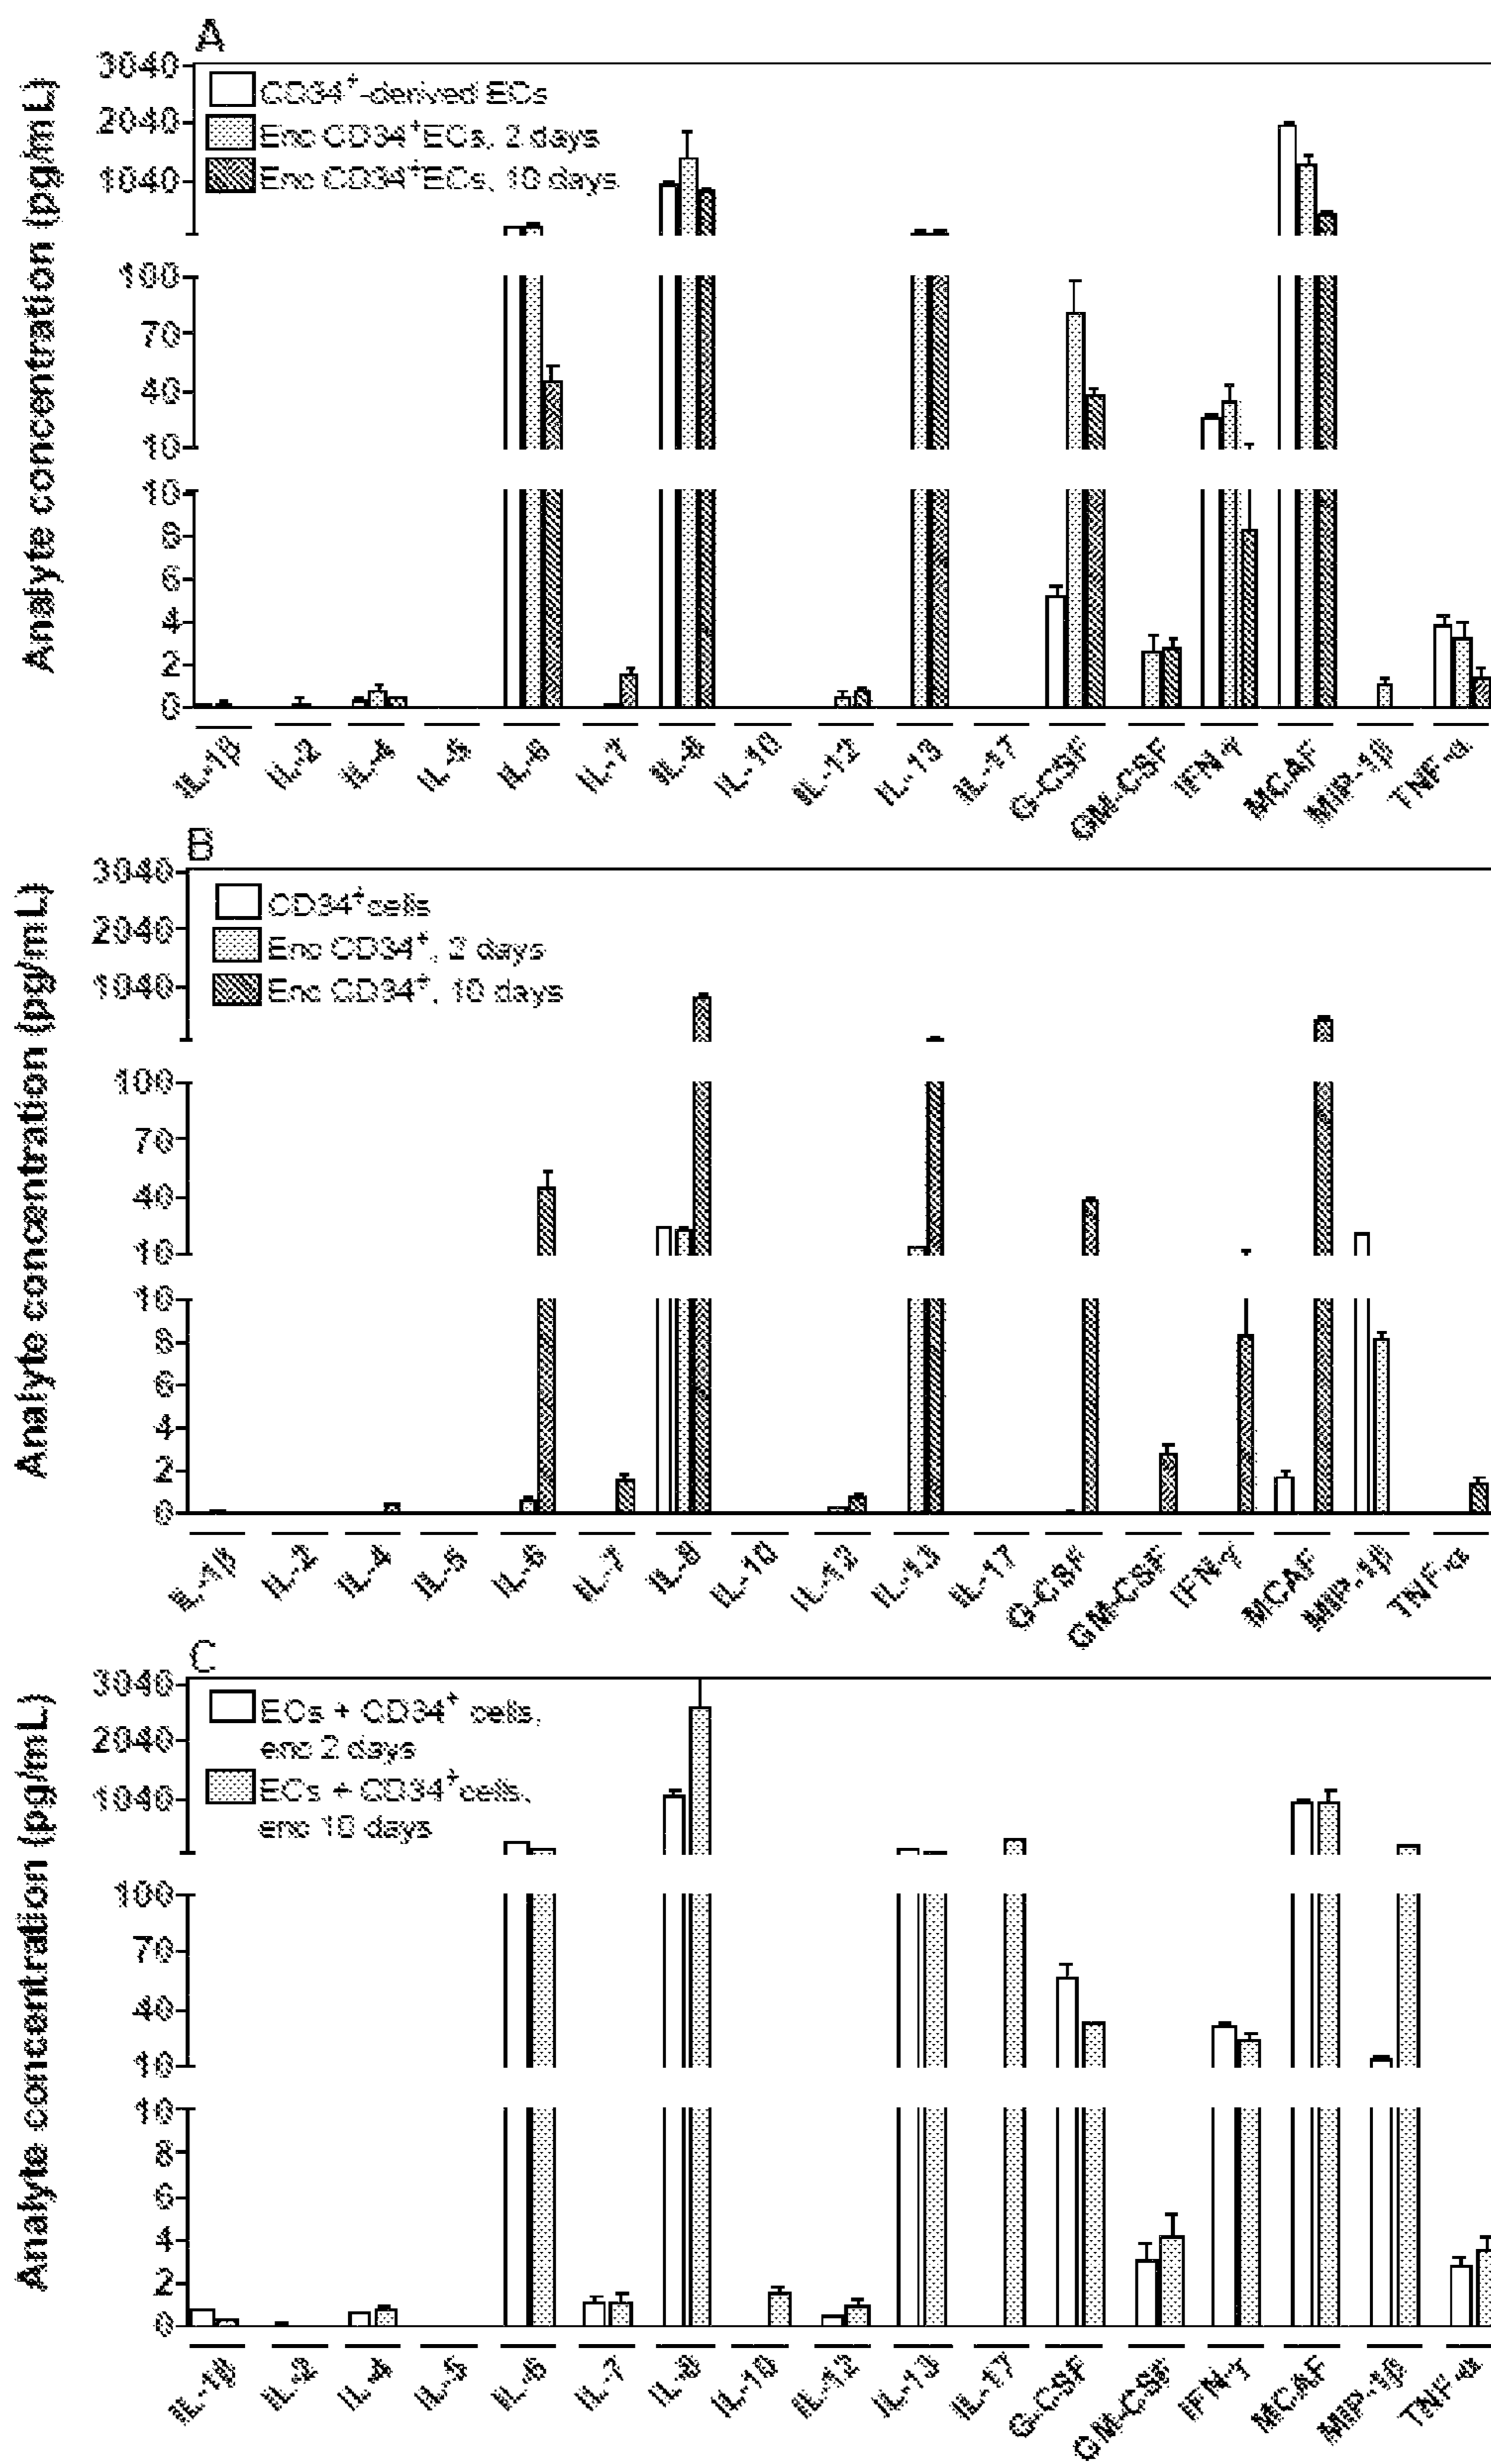 A
Analyte concentration (pg/mL)
3040
2040
1040
100
70
40
10
10
8
6
4
2
0
CD34+-derived ECs
Enc CD34+ECs, 2 days
Enc CD34+ECs, 10 days
IL-1β
IL-2
IL-4
IL-5
IL-6
IL-7
IL-8
IL-10
IL-12
IL-13
IL-17
G-CSF
GM-CSF
IFN-γ
MCAF
MIP-1β
TNF-α
B
Analyte concentration (pg/mL)
3040
2040
1040
100
70
40
10
10
8
6
4
2
0
CD34+cells
Enc CD34+, 2 days
Enc CD34+, 10 days
IL-1β
IL-2
IL-4
IL-5
IL-6
IL-7
IL-8
IL-10
IL-12
IL-13
IL-17
G-CSF
GM-CSF
IFN-γ
MCAF
MIP-1β
TNF-α
C
Analyte concentration (pg/mL)
3040
2040
1040
100
70
40
10
10
8
6
4
2
0
ECs + CD34+ cells,
enc 2 days
ECs + CD34+cells,
enc 10 days
IL-1β
IL-2
IL-4
IL-5
IL-6
IL-7
IL-8
IL-10
IL-12
IL-13
IL-17
G-CSF
GM-CSF
IFN-γ
MCAF
MIP-1β
TNF-α